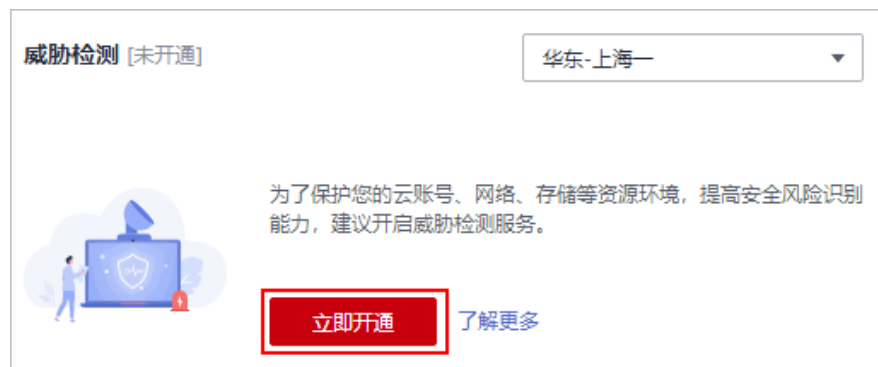 威胁检测 [未开通]
华东-上海一
为了保护您的云账号、网络、存储等资源环境，提高安全风险识别
能力，建议开启威胁检测服务。
立即开通 了解更多